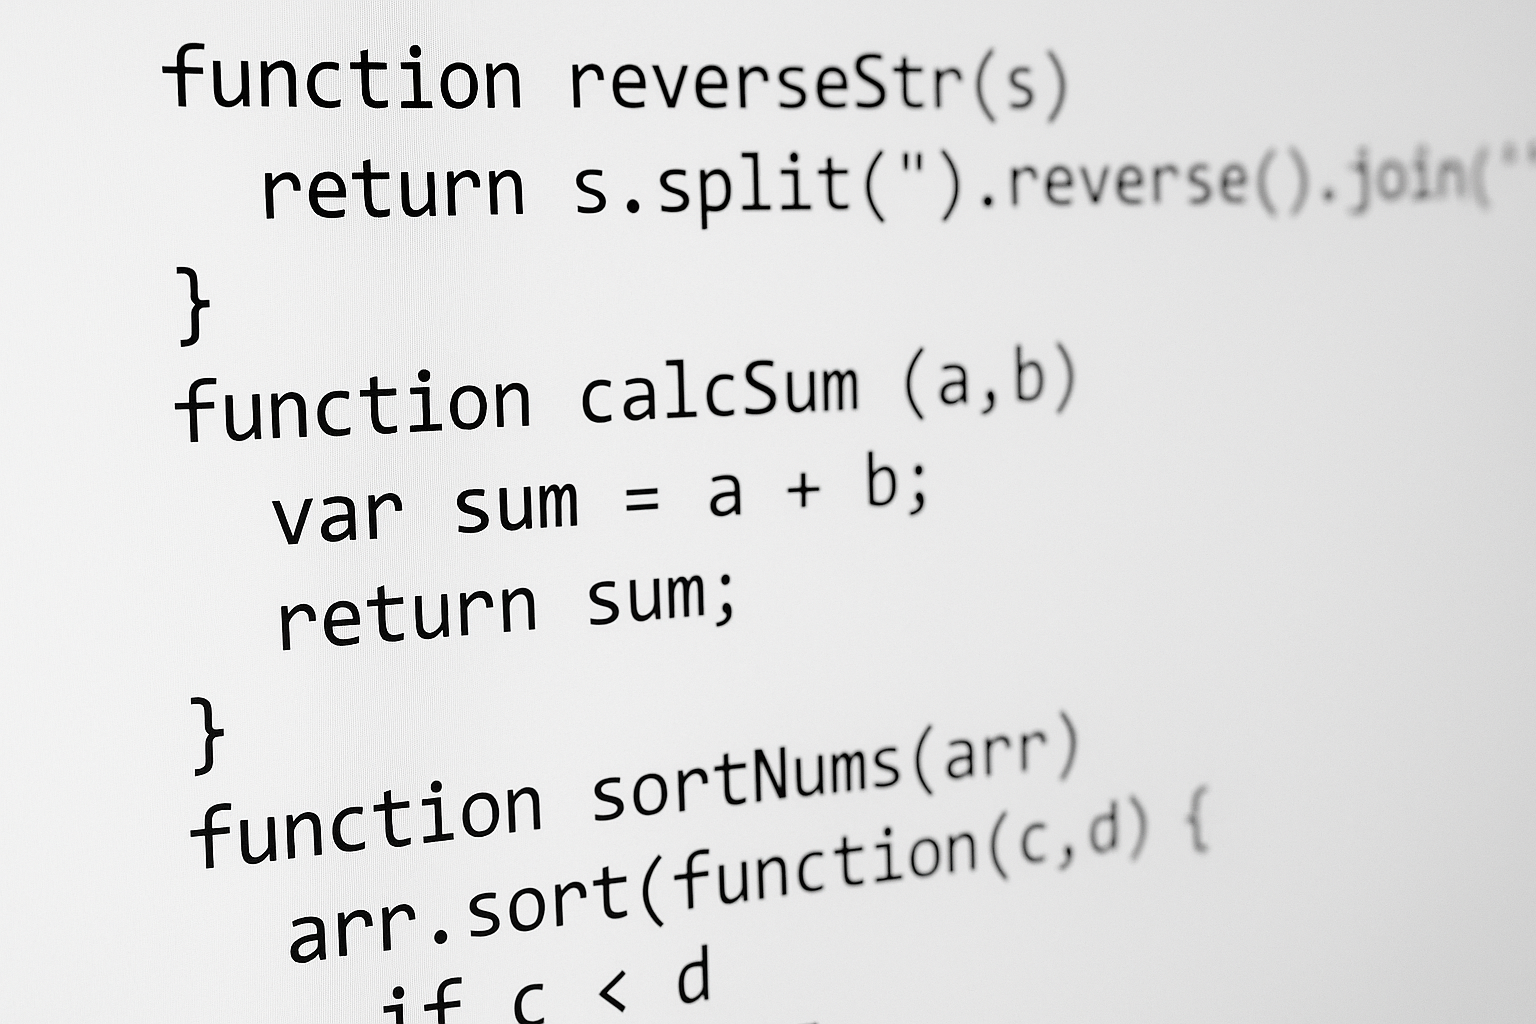 function reverseStr(s)
return s.split(").reverse().join("
}
function calcSum (a,b)
var sum = a + b;
return sum;
}
function sortNums(arr)
arr.sort(function(c,d) {
if c < d